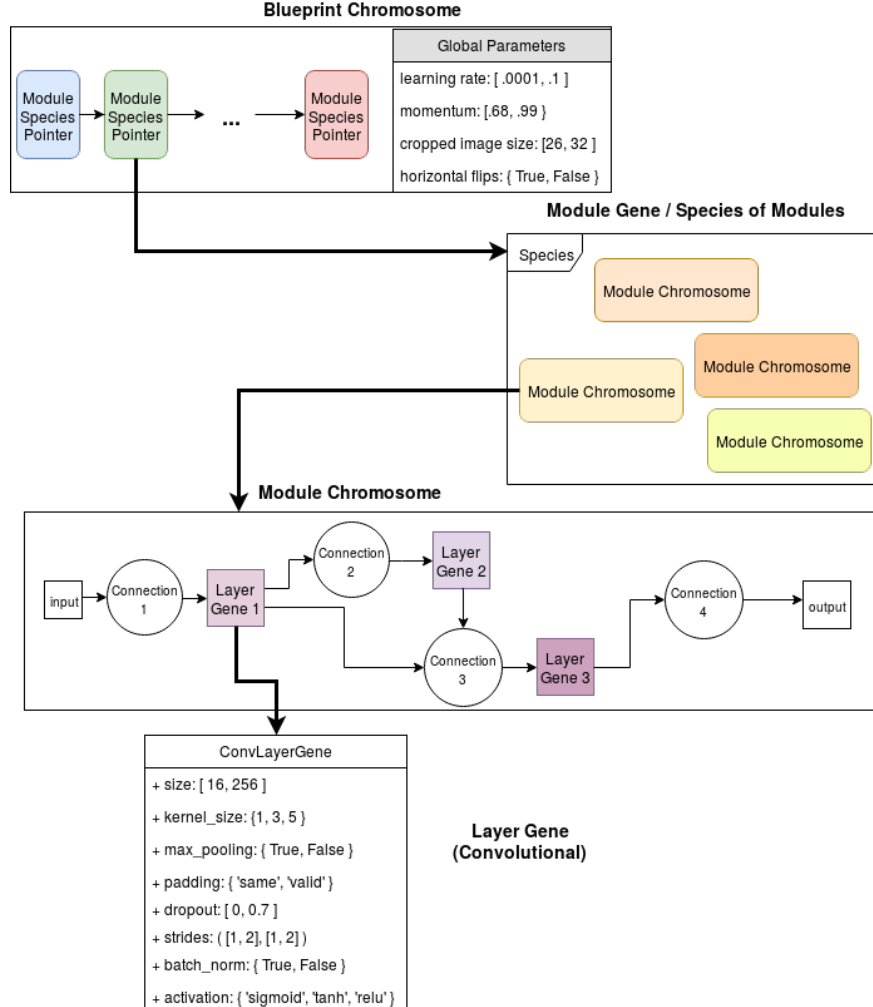 Blueprint Chromosome
Module
Species
Pointer
Module
Species
Pointer
...
Module
Species
Pointer
Global Parameters
learning rate: [ .0001, .1 ]
momentum: [.68, .99 }
cropped image size: [26, 32 ]
horizontal flips: { True, False }
Module Gene / Species of Modules
Species
Module Chromosome
Module Chromosome
Module Chromosome
Module Chromosome
Module Chromosome
input
Connection
1
Layer
Gene 1
Connection
2
Layer
Gene 2
Connection
3
Layer
Gene 3
Connection
4
output
ConvLayerGene
+ size: [ 16, 256 ]
+ kernel_size: {1, 3, 5 }
+ max_pooling: { True, False }
+ padding: { 'same', 'valid' }
+ dropout: [ 0, 0.7 ]
+ strides: ( [1, 2], [1, 2] )
+ batch_norm: { True, False }
+ activation: { 'sigmoid', 'tanh', 'relu' }
Layer Gene
(Convolutional)